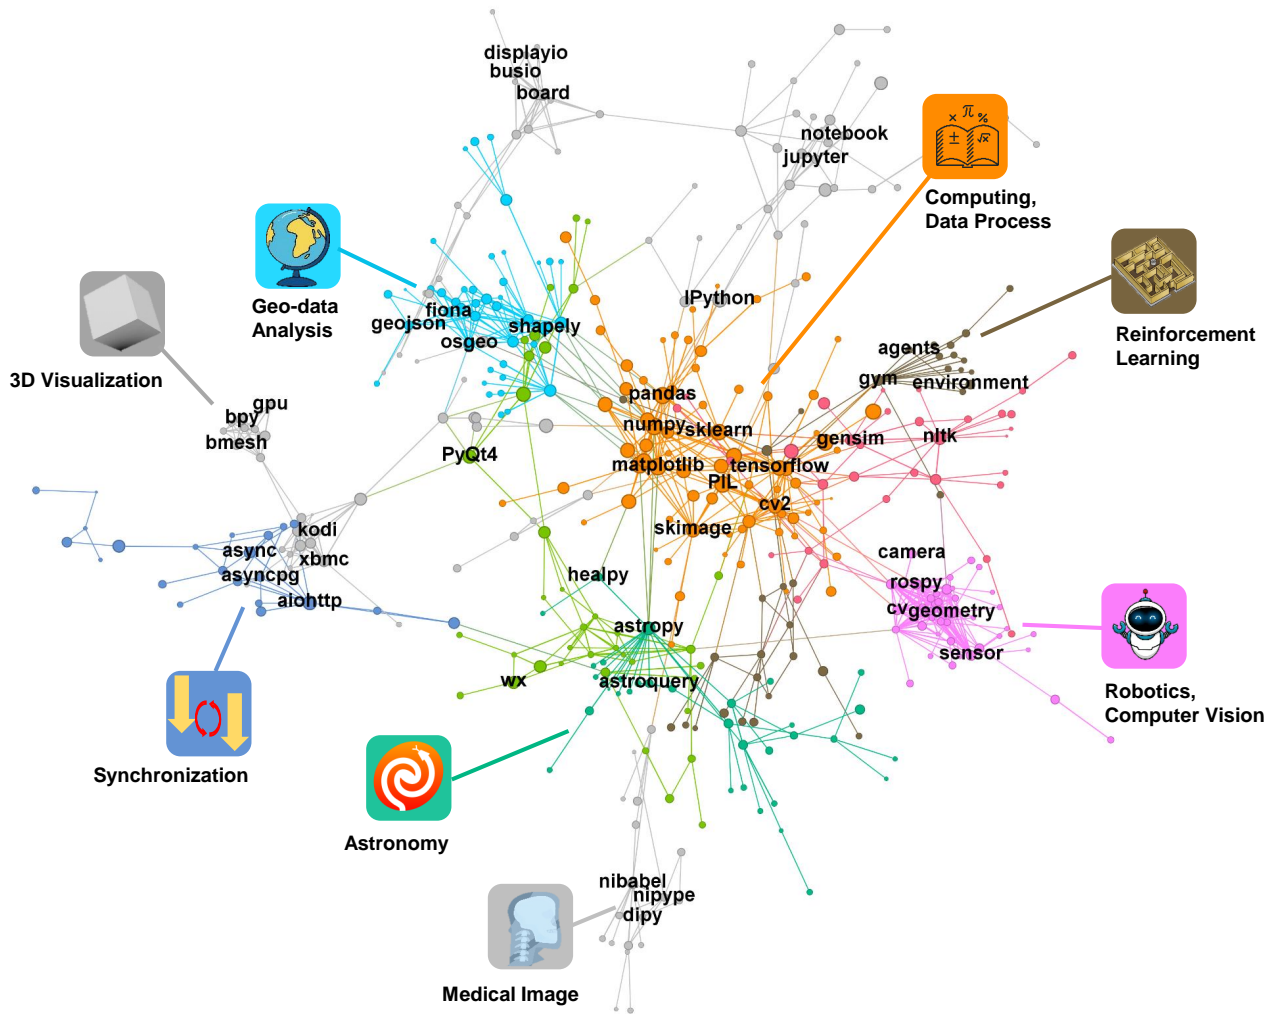 displayio
busio
board
notebook
jupyter
× π %
± √x
Computing,
Data Process
Geo-data
Analysis
fiona
geojson
osgeo
shapely
IPython
Reinforcement
Learning
agents
gym
environment
3D Visualization
gpu
bpy
bmesh
pandas
numpy
sklearn
gensim
nltk
PyQt4
matplotlib
tensorflow
PIL
cv2
skimage
kodi
xbmc
async
asyncpg
aiohttp
camera
rospy
cv
geometry
sensor
healpy
astropy
wx
astroquery
Robotics,
Computer Vision
Synchronization
Astronomy
nibabel
nipype
dipy
Medical Image